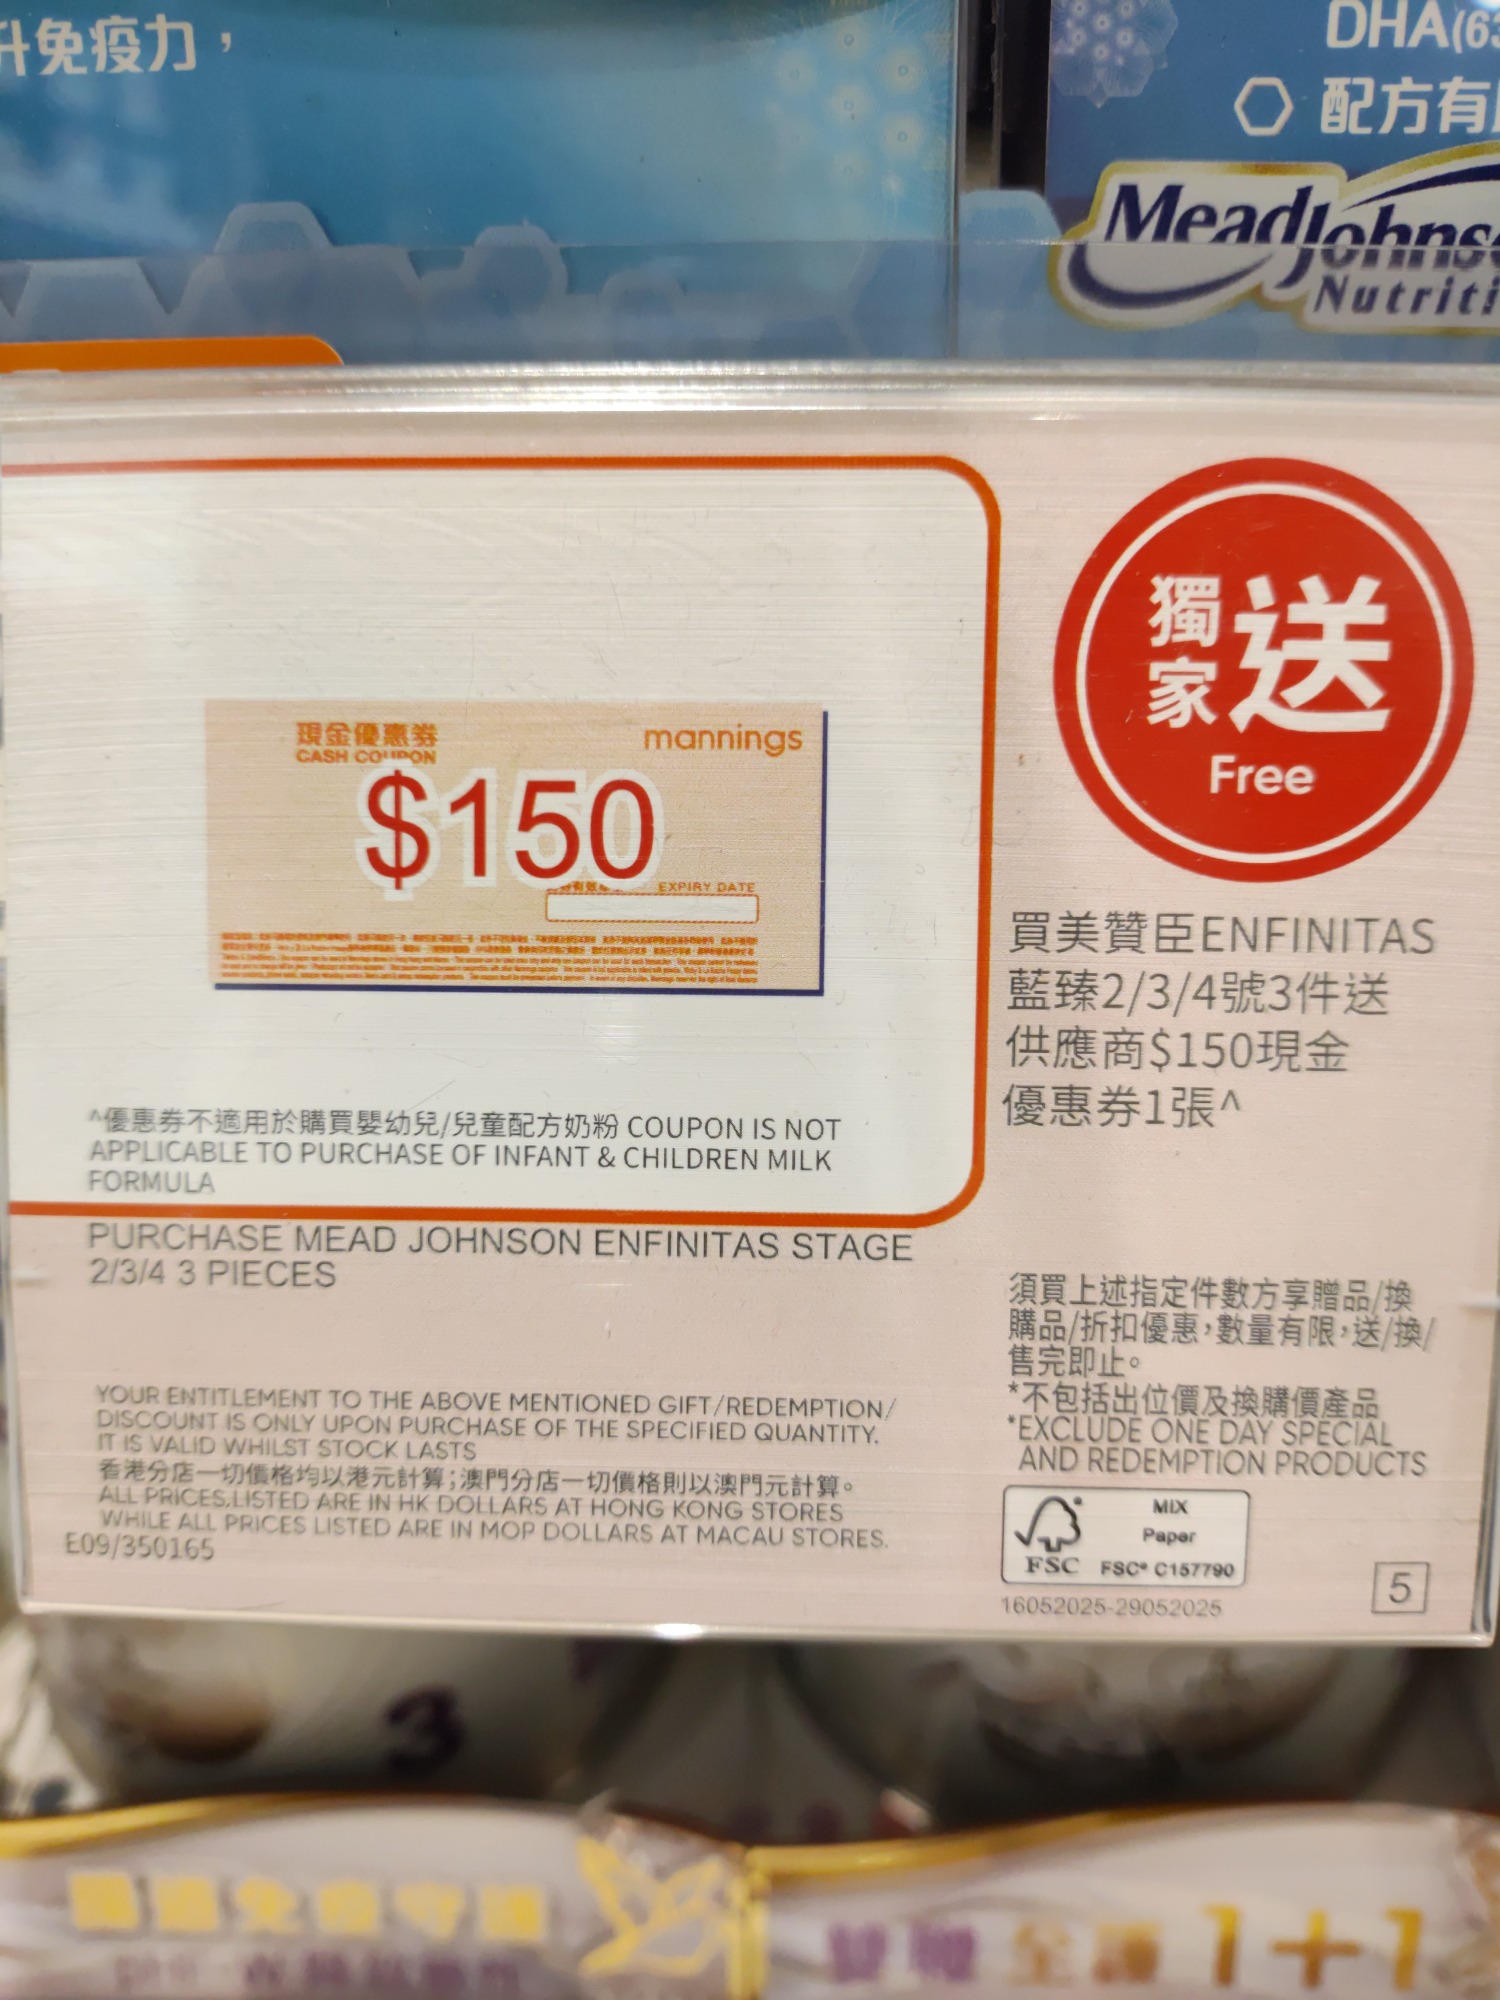 升免疫力，
DHA
配方有
MeadJohns
Nutriti
獨家 送
Free
現金優惠券
CASH COUPON
mannings
$150
EXPIRY DATE
^優惠券不適用於購買嬰幼兒/兒童配方奶粉 COUPON IS NOT
APPLICABLE TO PURCHASE OF INFANT & CHILDREN MILK
FORMULA
PURCHASE MEAD JOHNSON ENFINITAS STAGE
2/3/4 3 PIECES
買美贊臣ENFINITAS
藍臻2/3/4號3件送
供應商$150現金
優惠券1張^
YOUR ENTITLEMENT TO THE ABOVE MENTIONED GIFT/REDEMPTION/
DISCOUNT IS ONLY UPON PURCHASE OF THE SPECIFIED QUANTITY.
IT IS VALID WHILST STOCK LASTS
香港分店一切價格均以港元計算；澳門分店一切價格則以澳門元計算。
ALL PRICES LISTED ARE IN HK DOLLARS AT HONG KONG STORES
WHILE ALL PRICES LISTED ARE IN MOP DOLLARS AT MACAU STORES.
E09/350165
須買上述指定件數方享贈品/換
購品/折扣優惠，數量有限，送/換/
售完即止。
*不包括出位價及換購價產品
*EXCLUDE ONE DAY SPECIAL
AND REDEMPTION PRODUCTS
MIX
Paper
FSC FSC® C157790
16052025-29052025
5
3
1+1